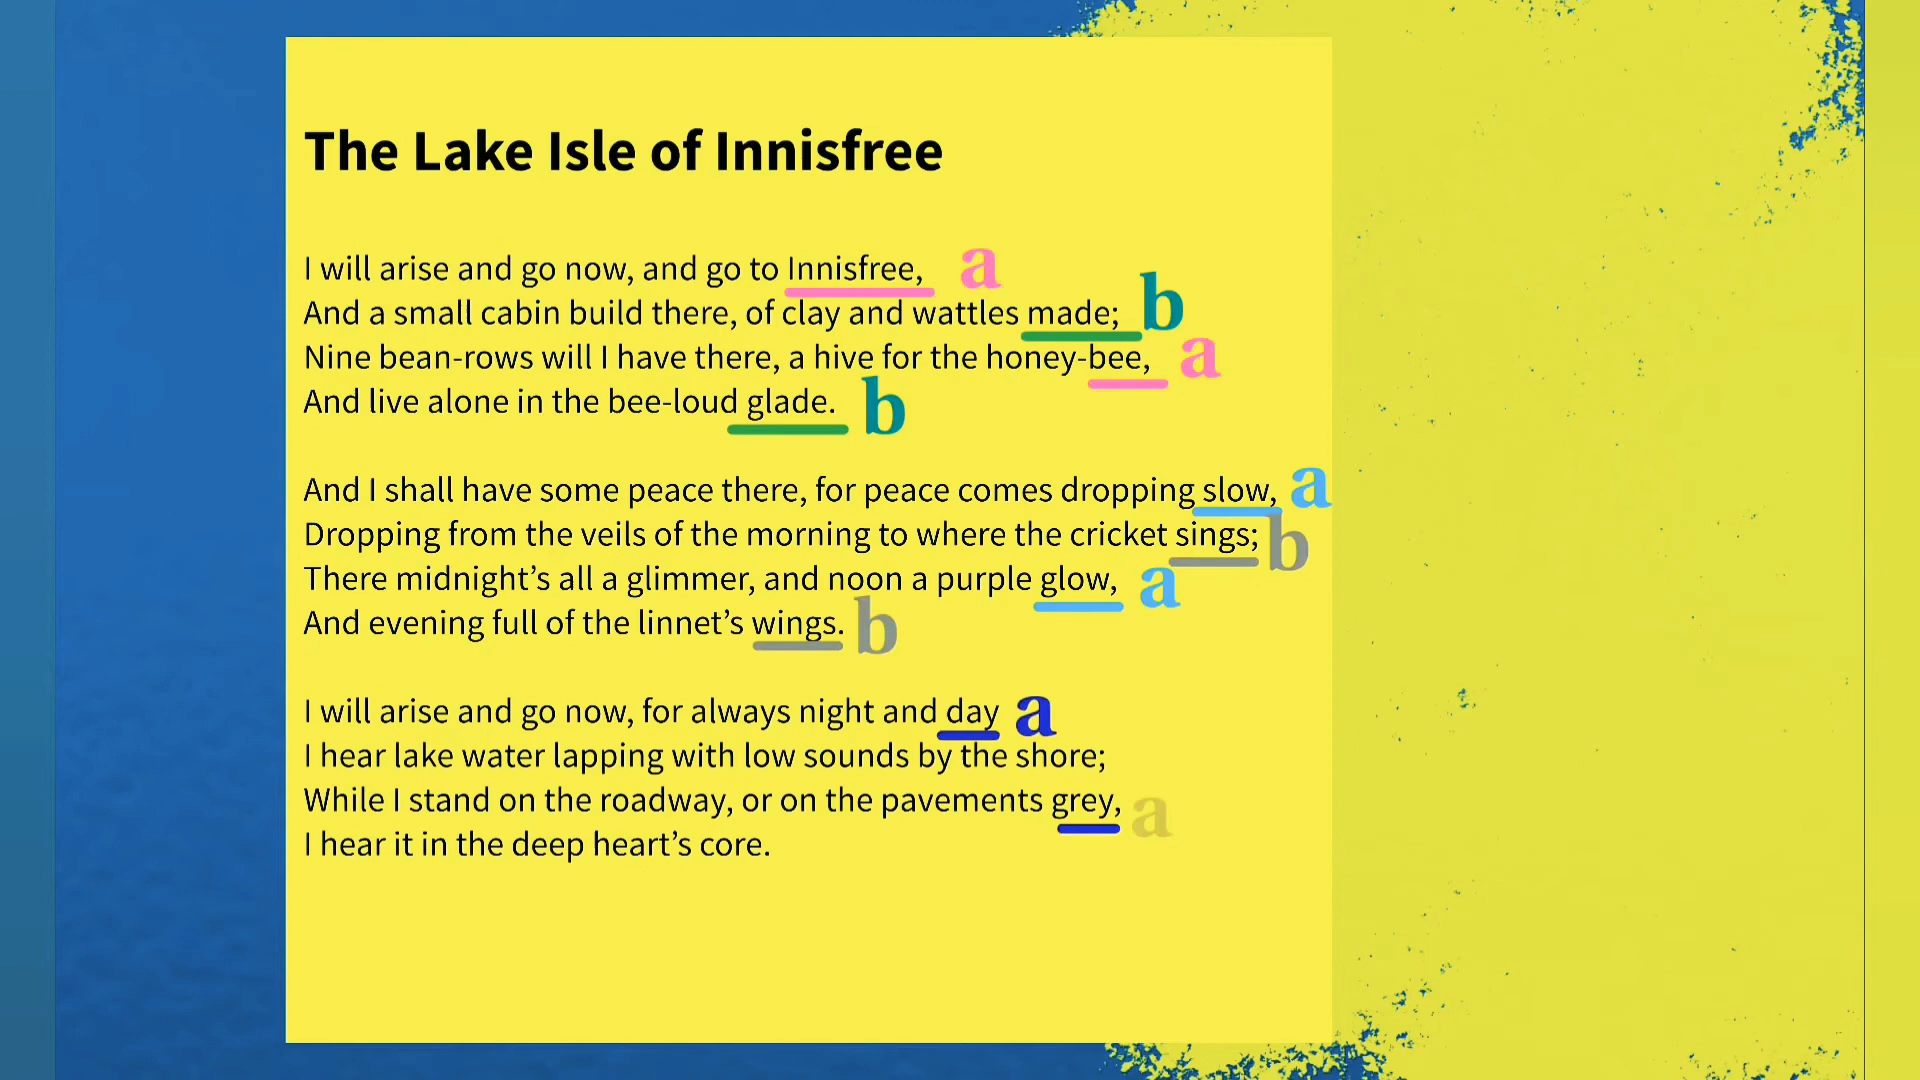 The Lake Isle of Innisfree
I will arise and go now, and go to Innisfree, a
And a small cabin build there, of clay and wattles made; b
Nine bean-rows will I have there, a hive for the honey-bee, a
And live alone in the bee-loud glade. b
And I shall have some peace there, for peace comes dropping slow, a
Dropping from the veils of the morning to where the cricket sings; b
There midnight’s all a glimmer, and noon a purple glow, a
And evening full of the linnet’s wings. b
I will arise and go now, for always night and day a
I hear lake water lapping with low sounds by the shore;
While I stand on the roadway, or on the pavements grey, a
I hear it in the deep heart’s core.